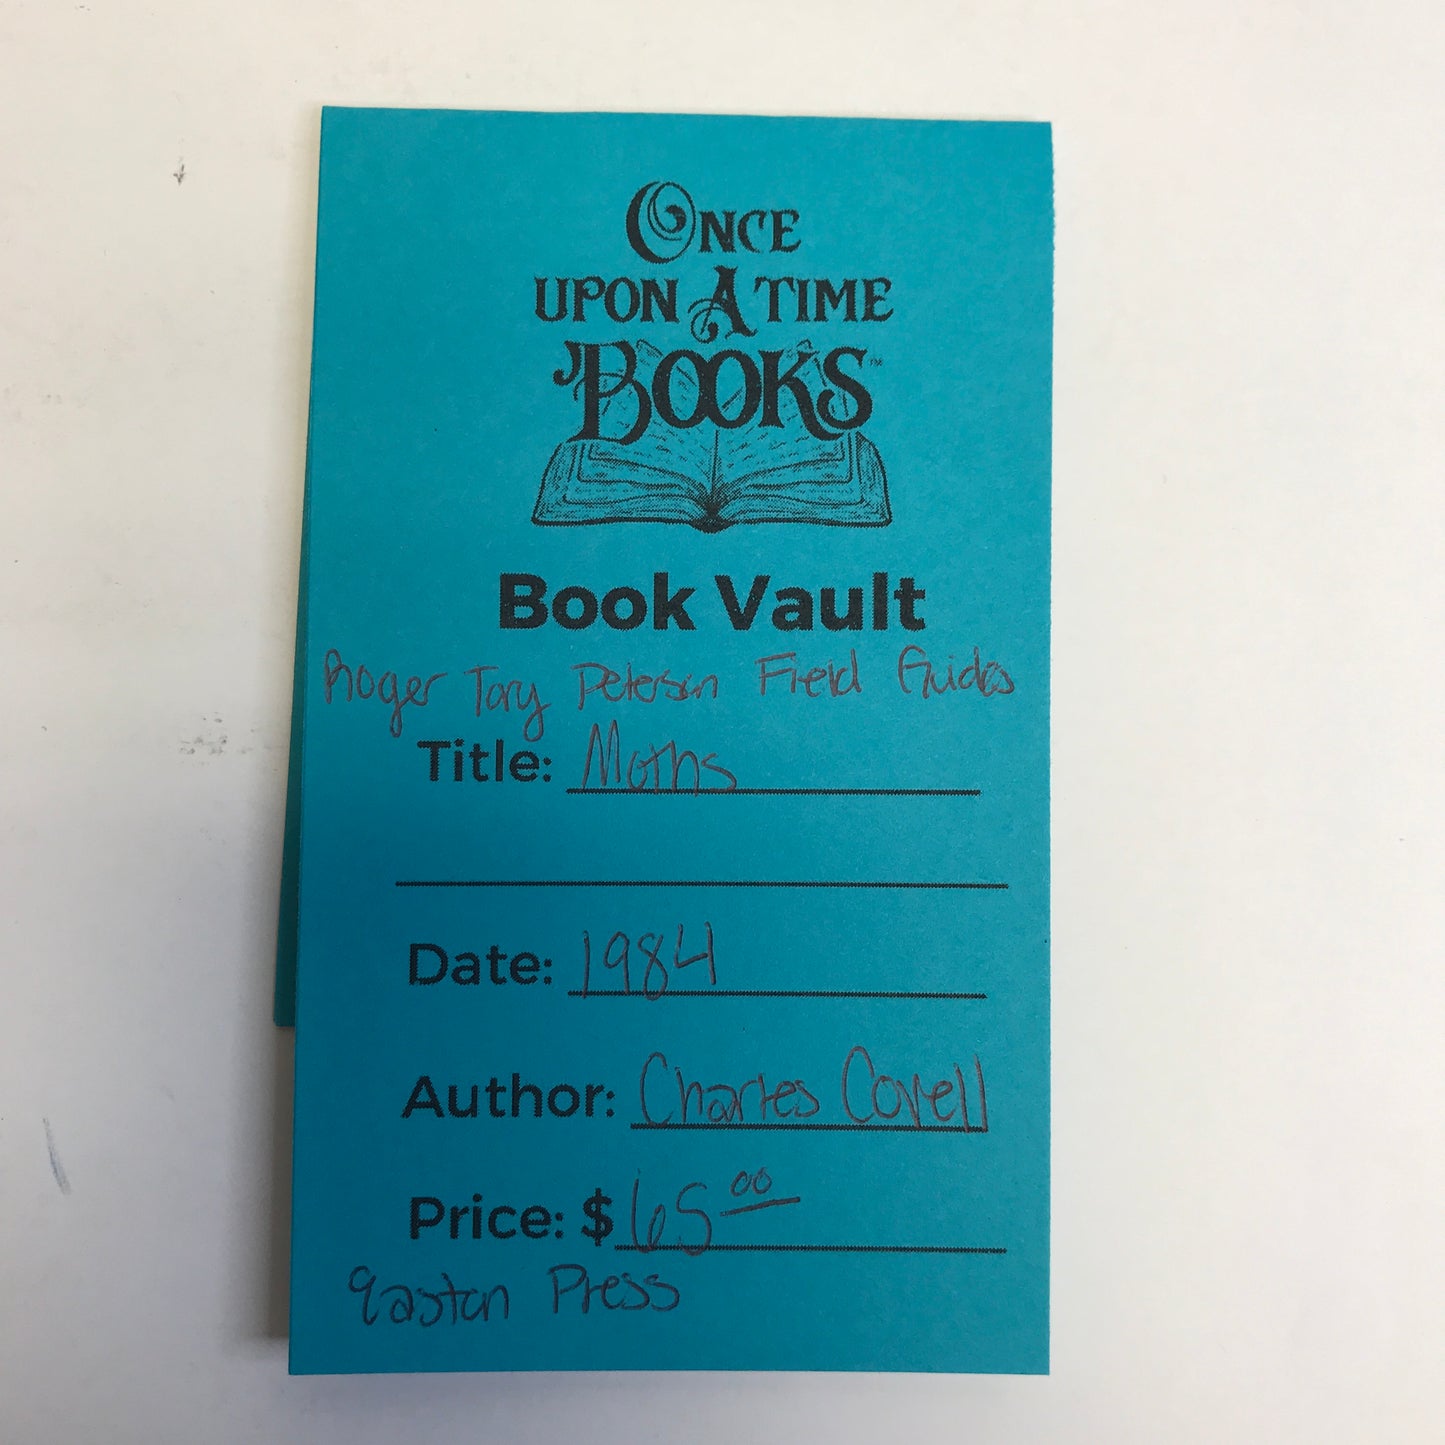 ONCE
UPON A TIME
BOOKS™
Book Vault
Roger Tory Peterson Field Guides
Title: Moths
Date: 1984
Author: Charles Covell
Price: $65.00
Easton Press